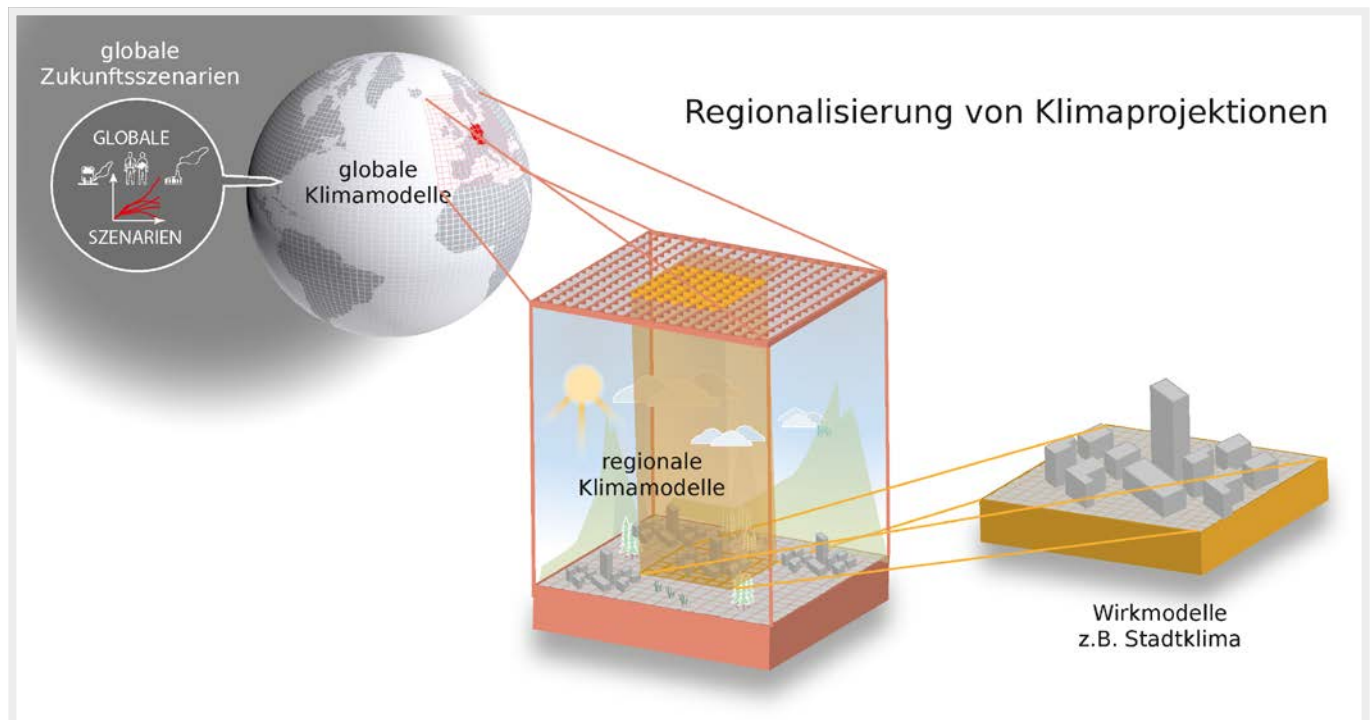 globale
Zukunftsszenarien
GLOBALE
SZENARIEN
globale
Klimamodelle
Regionalisierung von Klimaprojektionen
regionale
Klimamodelle
Wirkmodelle
z.B. Stadtklima